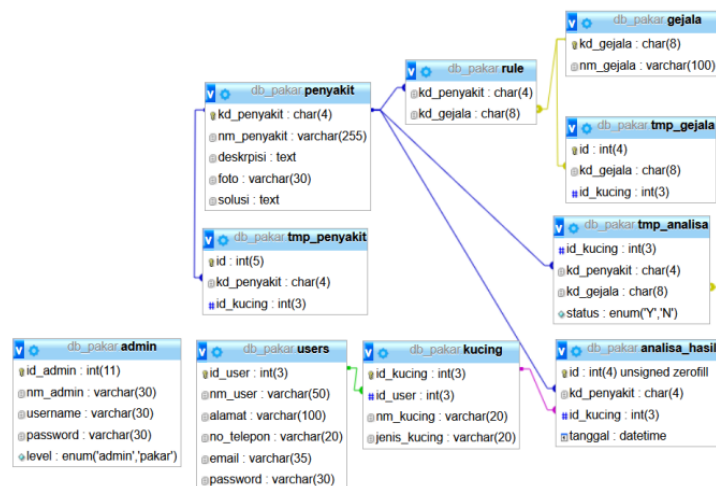 db_pakar gejala
kd_gejala : char(8)
nm_gejala : varchar(100)
db_pakar rule
kd_penyakit : char(4)
kd_gejala : char(8)
db_pakar penyakit
kd_penyakit : char(4)
nm_penyakit : varchar(255)
deskrpisi : text
foto : varchar(30)
solusi : text
db_pakar tmp_gejala
id : int(4)
kd_gejala : char(8)
# id_kucing : int(3)
db_pakar tmp_analisa
# id_kucing : int(3)
kd_penyakit : char(4)
kd_gejala : char(8)
status : enum('Y','N')
db_pakar tmp_penyakit
id : int(5)
kd_penyakit : char(4)
# id_kucing : int(3)
db_pakar admin
id_admin : int(11)
nm_admin : varchar(30)
username : varchar(30)
password : varchar(30)
level : enum('admin','pakar')
db_pakar users
id_user : int(3)
nm_user : varchar(50)
alamat : varchar(100)
no_telepon : varchar(20)
email : varchar(35)
password : varchar(30)
db_pakar kucing
id_kucing : int(3)
# id_user : int(3)
nm_kucing : varchar(20)
jenis_kucing : varchar(20)
db_pakar analisa_hasil
id : int(4) unsigned zerofill
kd_penyakit : char(4)
# id_kucing : int(3)
tanggal : datetime